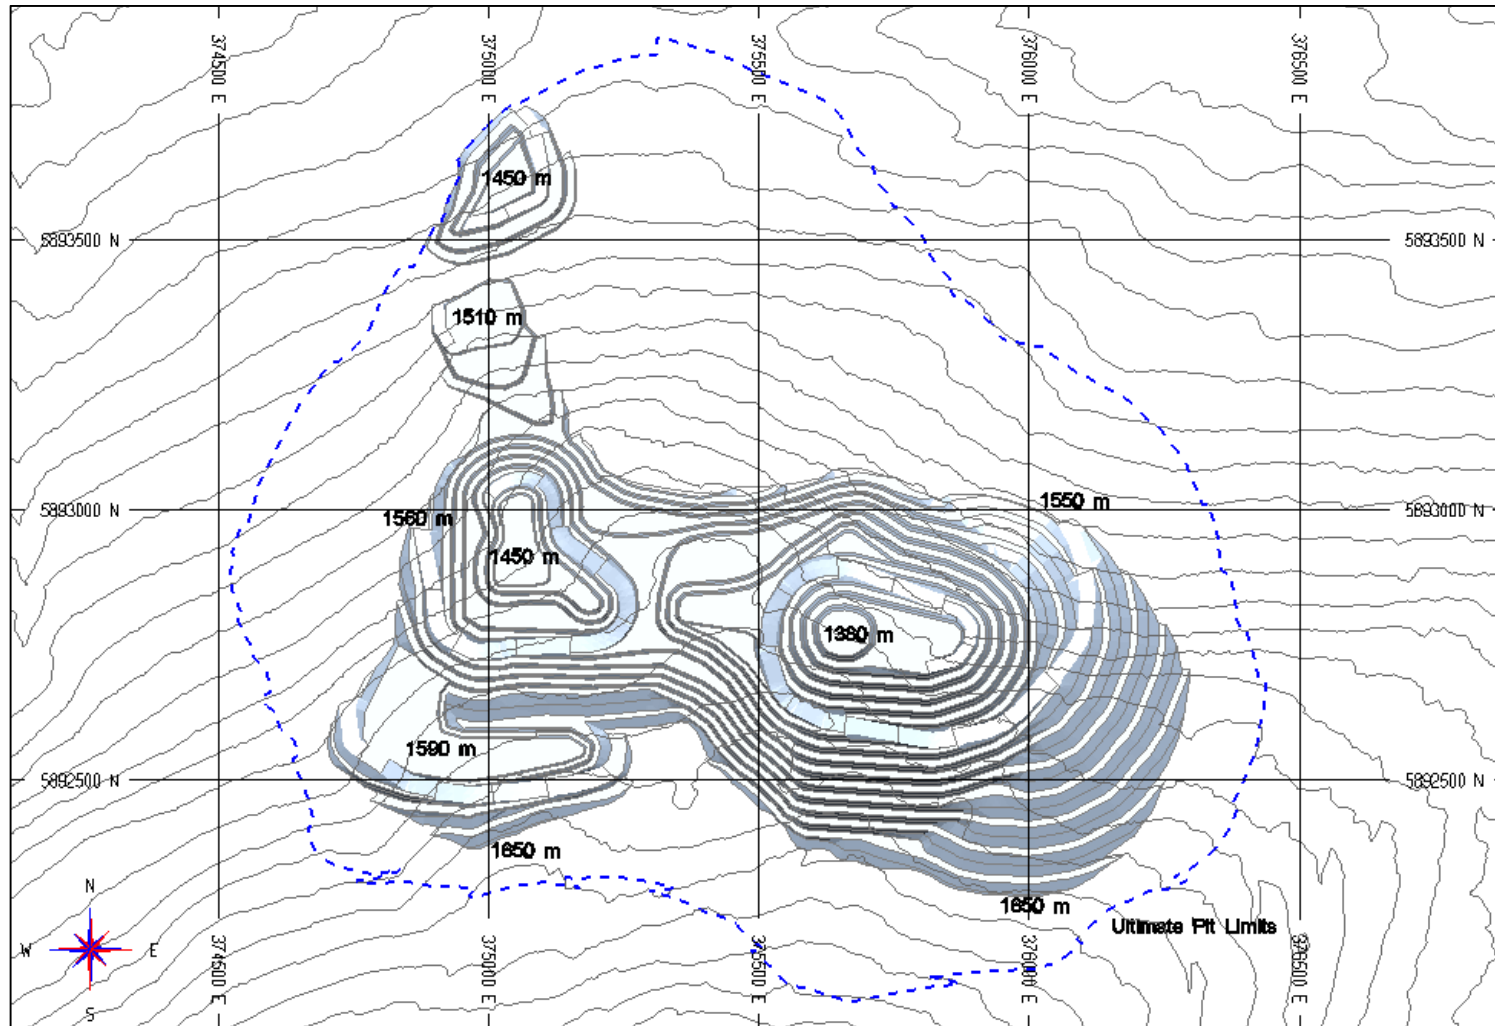 374500 E
375000 E
375500 E
376000 E
376500 E
1450 m
5893500 N
5893500 N
1510 m
1550 m
5893000 N
1560 m
5893000 N
1450 m
1380 m
1590 m
5892500 N
5892500 N
1650 m
1650 m
Ultimate Pit Limits
N
W E
S
374500 E
375000 E
375500 E
376000 E
376500 E